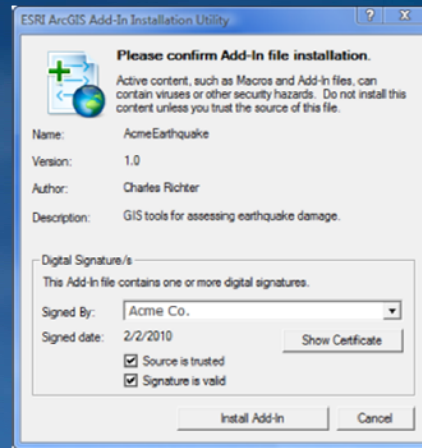 ESRI ArcGIS Add-In Installation Utility
Please confirm Add-In file installation.
Active content, such as Macros and Add-In files, can
contain viruses or other security hazards. Do not install this
content unless you trust the source of this file.
Name: AcmeEarthquake
Version: 1.0
Author: Charles Richter
Description: GIS tools for assessing earthquake damage.
Digital Signature/s
This Add-In file contains one or more digital signatures.
Signed By: Acme Co.
Signed date: 2/2/2010 Show Certificate
Source is trusted
Signature is valid
Install Add-In Cancel